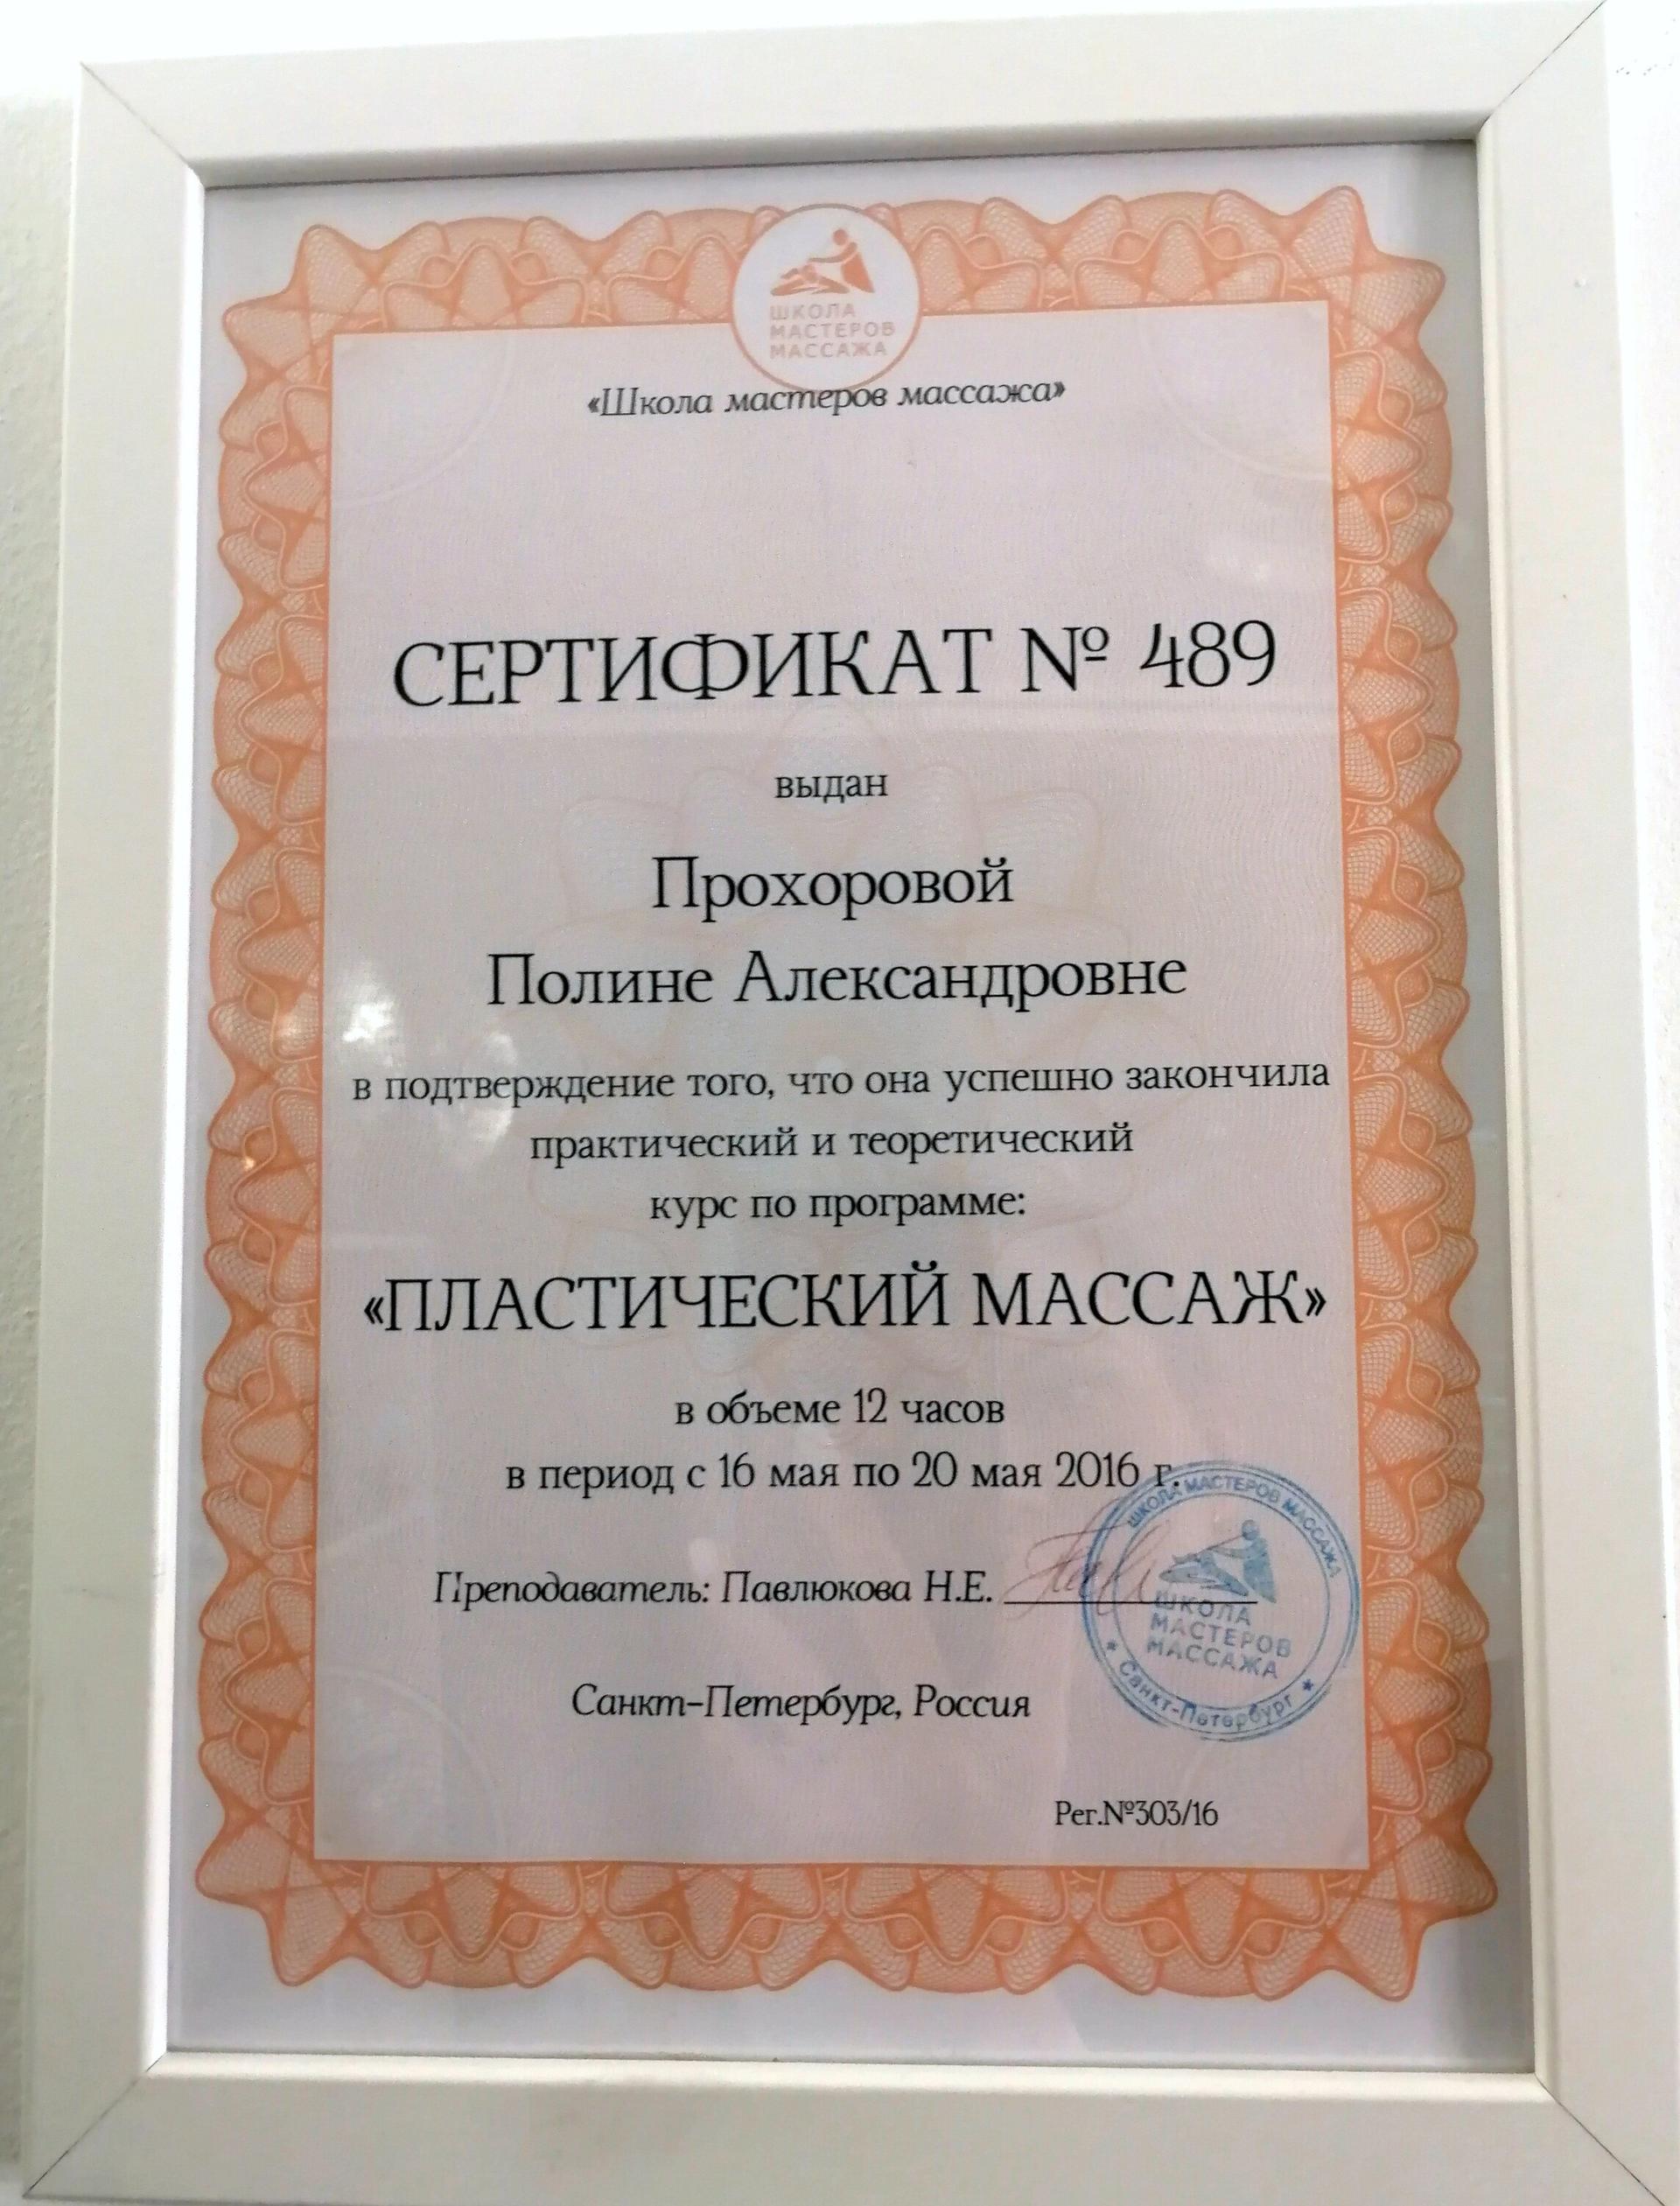 ШКОЛА
МАСТЕРОВ
МАССАЖА
«Школа мастеров массажа»
СЕРТИФИКАТ № 489
выдан
Прохоровой
Полине Александровне
в подтверждение того, что она успешно закончила
практический и теоретический
курс по программе:
«ПЛАСТИЧЕСКИЙ МАССАЖ»
в объеме 12 часов
в период с 16 мая по 20 мая 2016 г.
Преподаватель: Павлюкова Н.Е.
ШКОЛА МАСТЕРОВ МАССАЖА
ШКОЛА
МАСТЕРОВ
МАССАЖА
* Санкт-Петербург *
Санкт-Петербург, Россия
Рег.№303/16